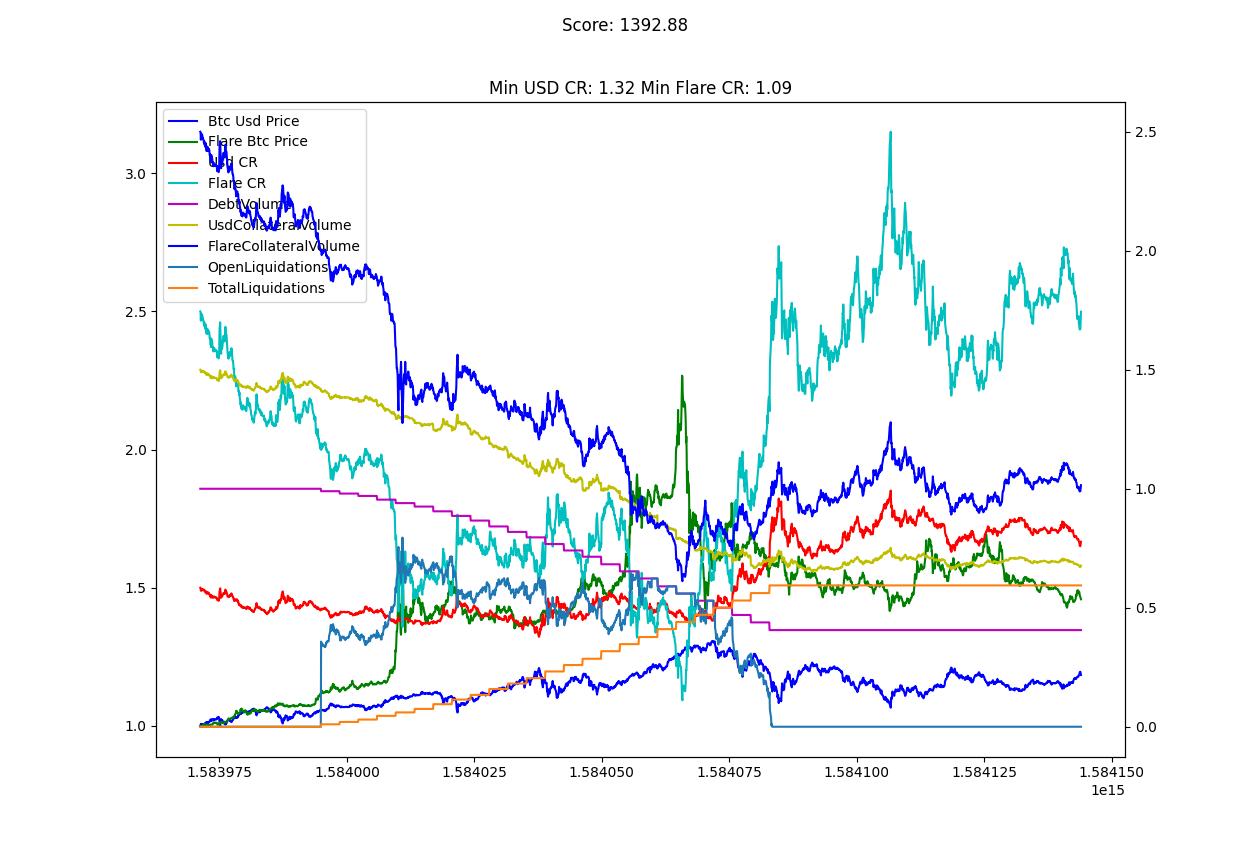 Score: 1392.88
Min USD CR: 1.32 Min Flare CR: 1.09
Btc Usd Price
Flare Btc Price
Usd CR
Flare CR
DebtVolume
UsdCollateralVolume
FlareCollateralVolume
OpenLiquidations
TotalLiquidations
3.0
2.5
2.0
1.5
1.0
2.5
2.0
1.5
1.0
0.5
0.0
1.583975
1.584000
1.584025
1.584050
1.584075
1.584100
1.584125
1.584150
1e15